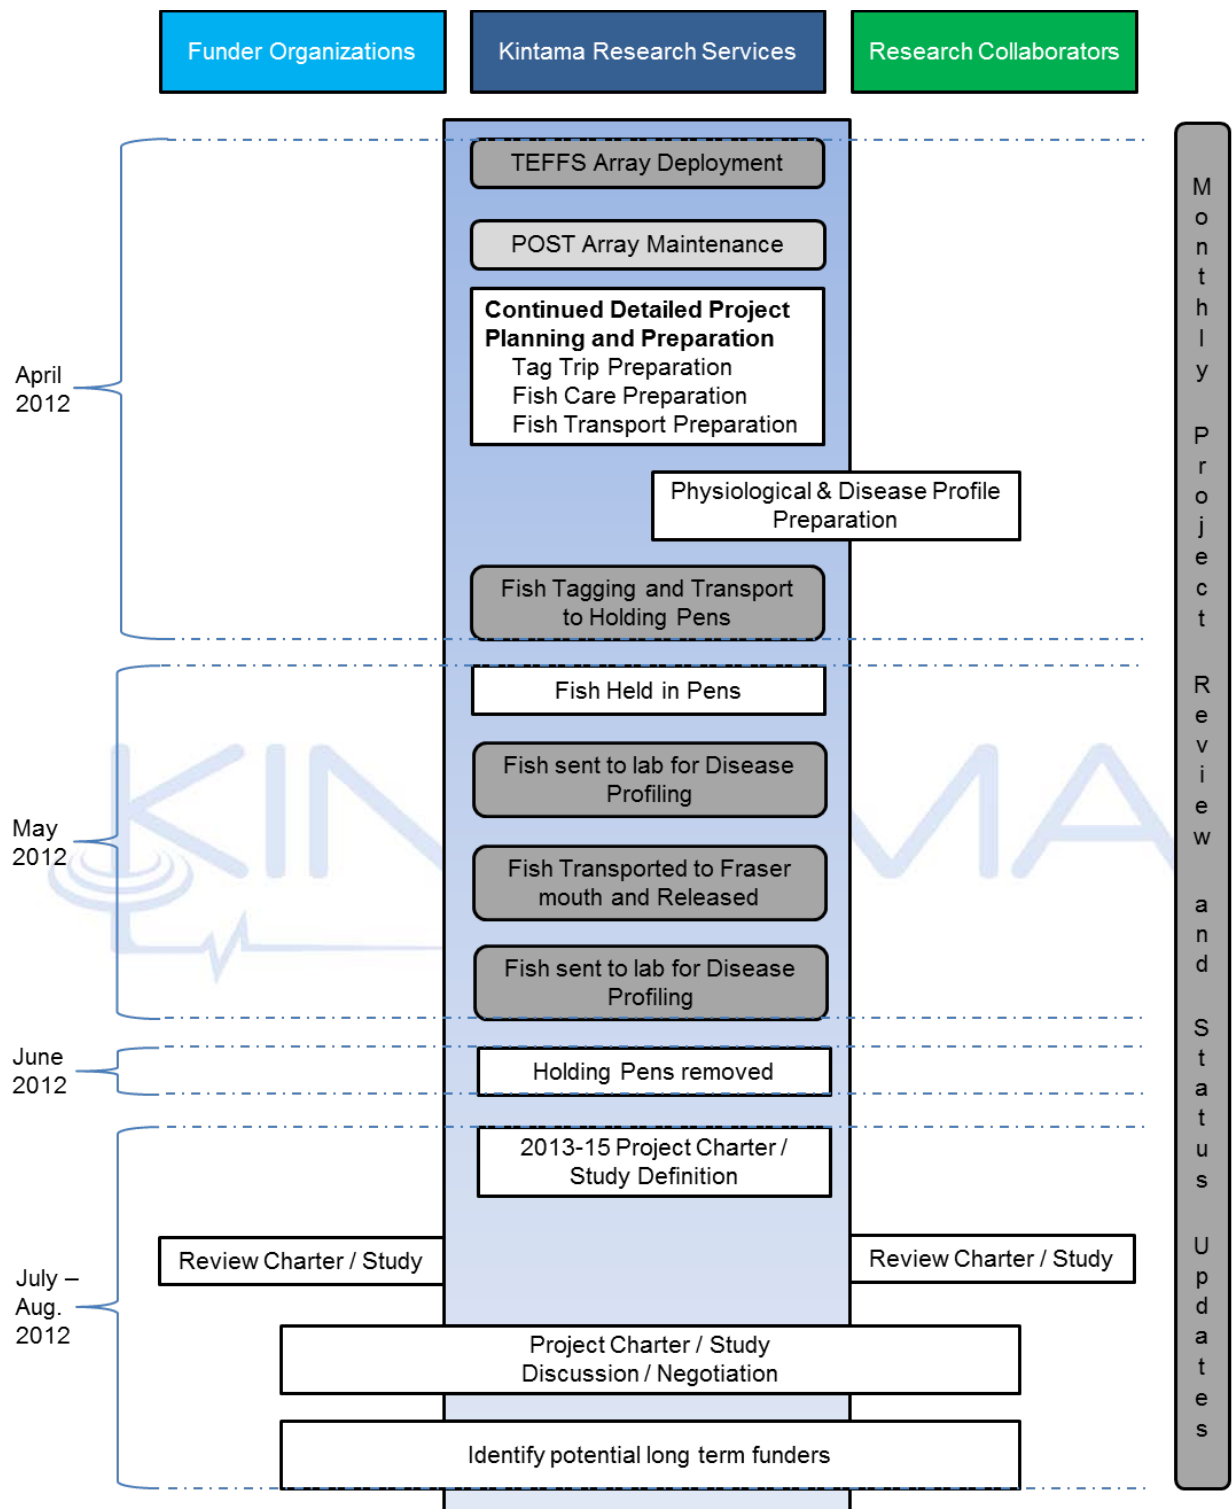 Funder Organizations
Kintama Research Services
Research Collaborators
April
2012
TEFFS Array Deployment
POST Array Maintenance
Continued Detailed Project
Planning and Preparation
Tag Trip Preparation
Fish Care Preparation
Fish Transport Preparation
Physiological & Disease Profile
Preparation
Fish Tagging and Transport
to Holding Pens
May
2012
Fish Held in Pens
Fish sent to lab for Disease
Profiling
Fish Transported to Fraser
mouth and Released
Fish sent to lab for Disease
Profiling
June
2012
Holding Pens removed
July –
Aug.
2012
2013-15 Project Charter /
Study Definition
Review Charter / Study
Review Charter / Study
Project Charter / Study
Discussion / Negotiation
Identify potential long term funders
Monthly Project Review and Status Updates